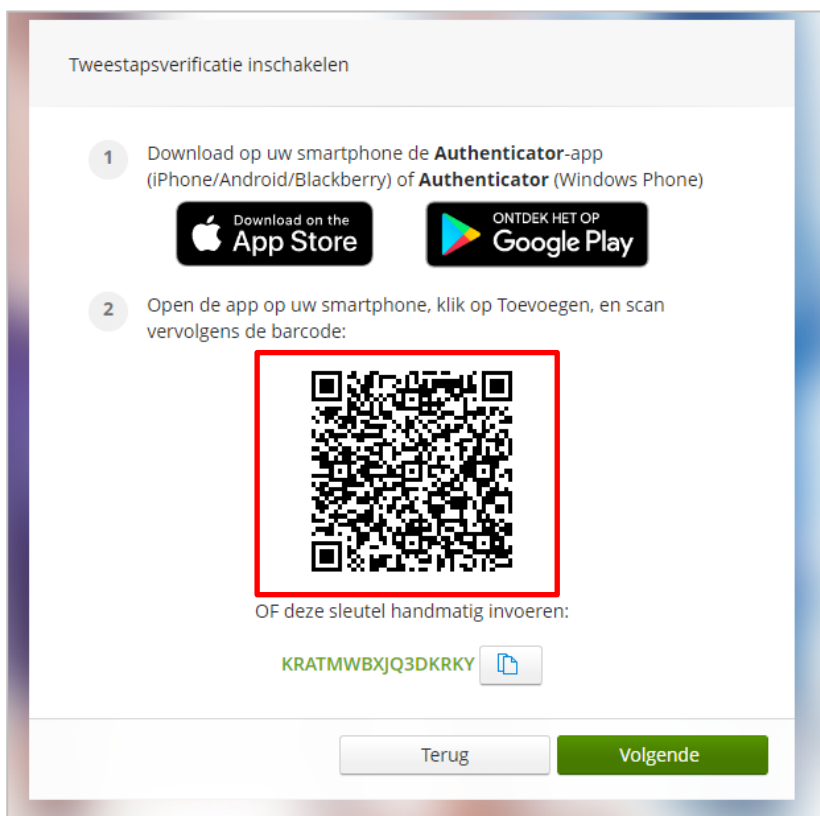 Tweestapsverificatie inschakelen
1
Download op uw smartphone de Authenticator-app
(iPhone/Android/Blackberry) of Authenticator (Windows Phone)
Download on the
App Store
ONTDEK HET OP
Google Play
2
Open de app op uw smartphone, klik op Toevoegen, en scan
vervolgens de barcode:
OF deze sleutel handmatig invoeren:
KRATMWBXJQ3DKRKY
Terug
Volgende